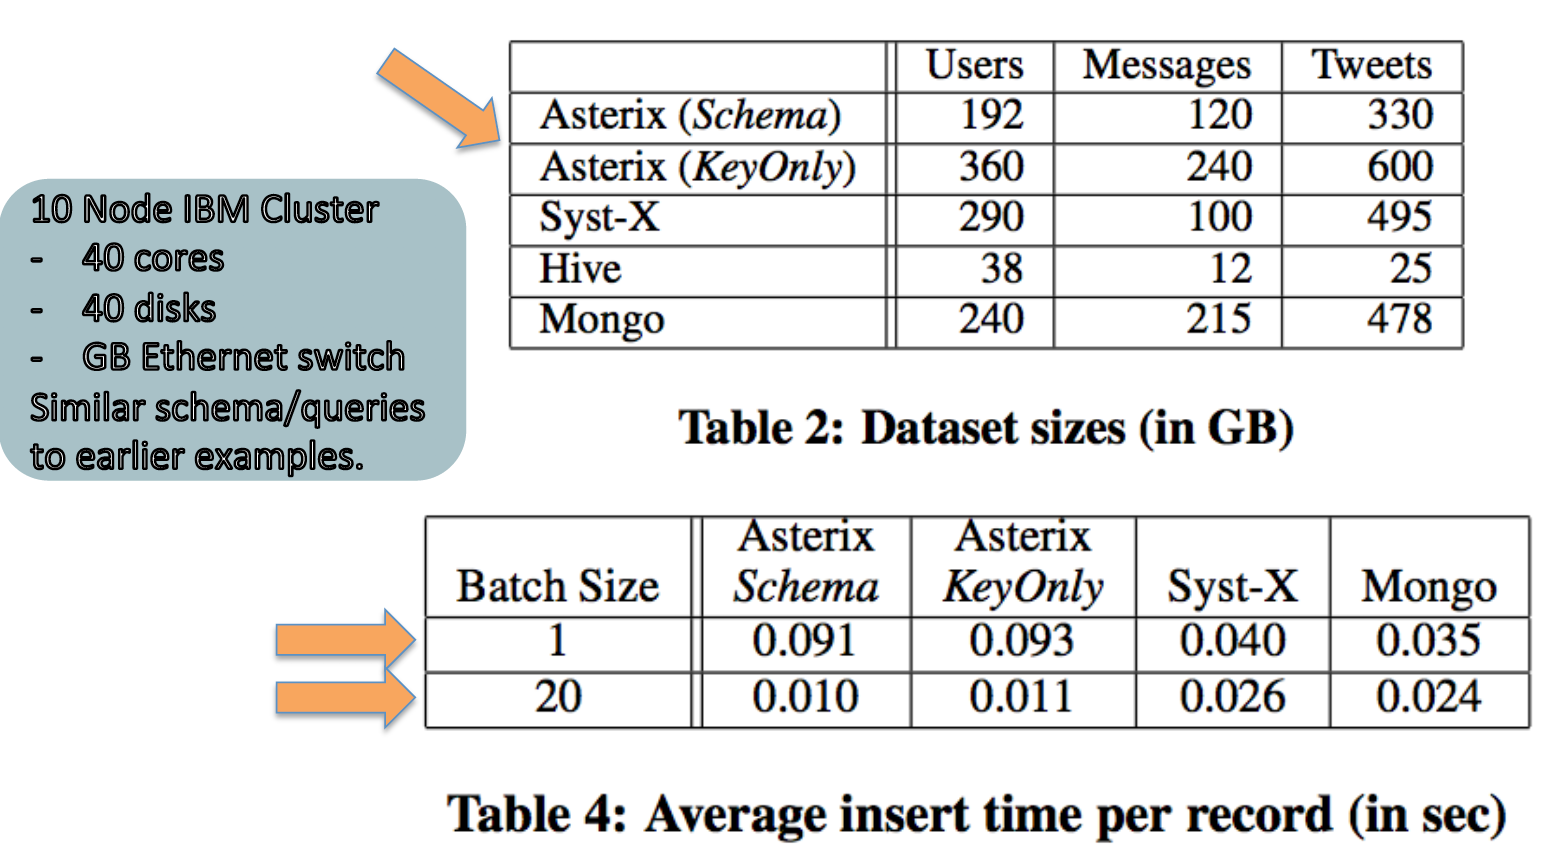 Users Messages Tweets
Asterix (Schema) 192 120 330
Asterix (KeyOnly) 360 240 600
Syst-X 290 100 495
Hive 38 12 25
Mongo 240 215 478
Table 2: Dataset sizes (in GB)
10 Node IBM Cluster
- 40 cores
- 40 disks
- GB Ethernet switch
Similar schema/queries
to earlier examples.
Batch Size Asterix Schema Asterix KeyOnly Syst-X Mongo
1 0.091 0.093 0.040 0.035
20 0.010 0.011 0.026 0.024
Table 4: Average insert time per record (in sec)